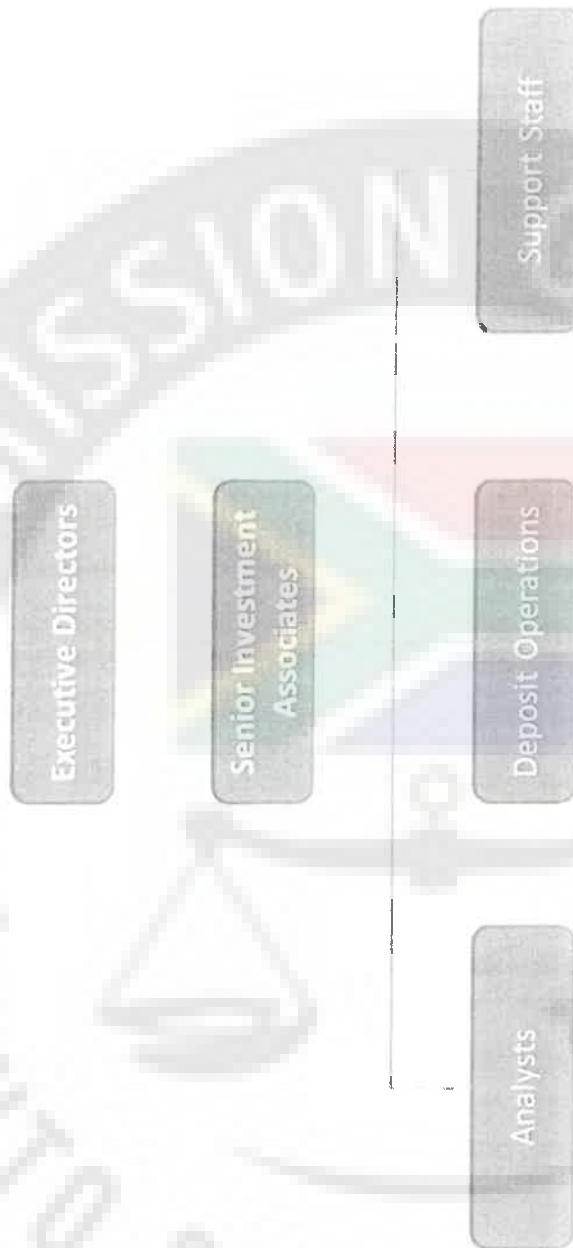 Executive Directors
Senior Investment
Associates
Analysts
Deposit Operations
Support Staff